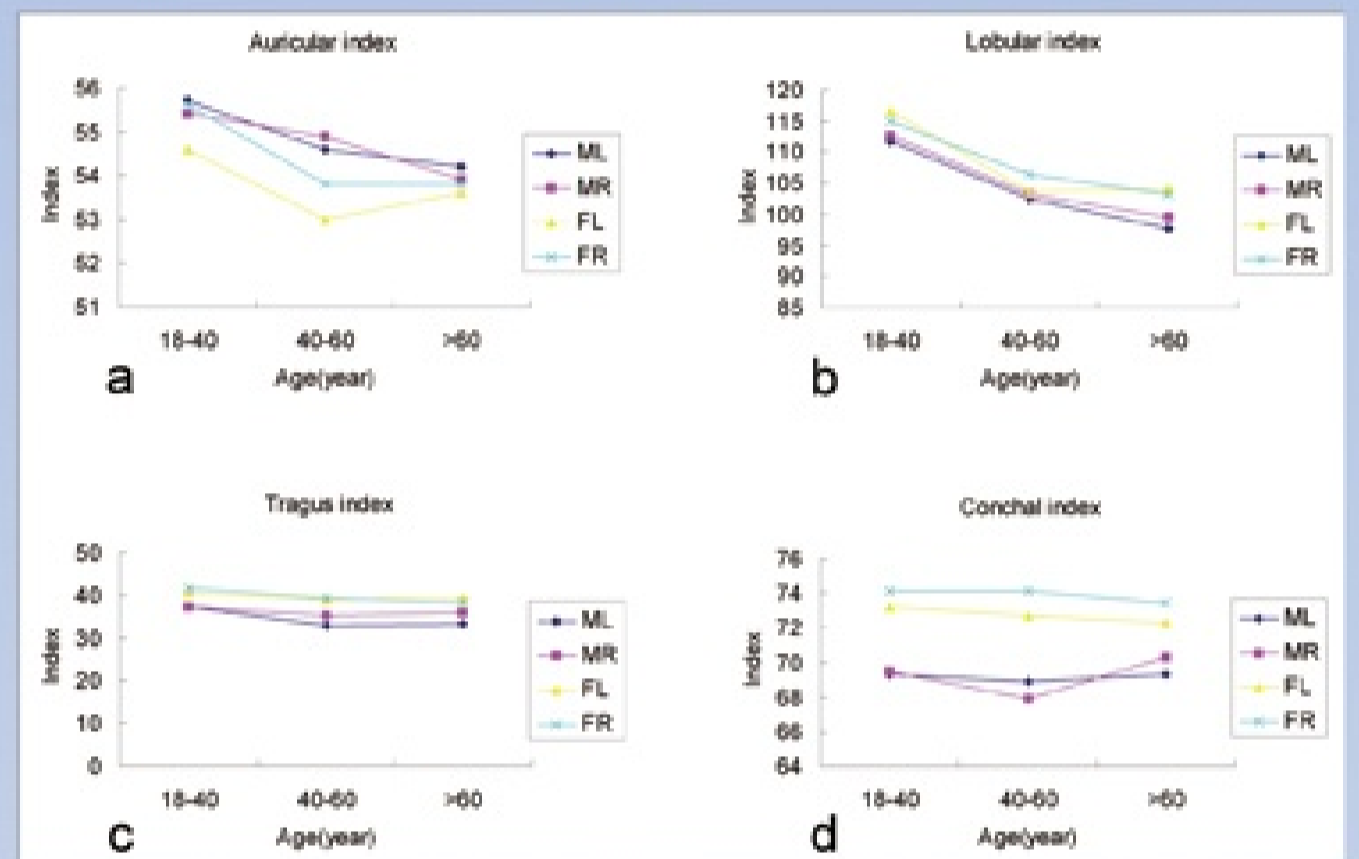 Auricular index
56
55
54
53
52
51
Index
18-40
40-60
>60
Age(year)
ML
MR
FL
FR
a
Lobular index
120
115
110
105
100
95
90
85
Index
18-40
40-60
>60
Age(year)
ML
MR
FL
FR
b
Tragus index
50
40
30
20
10
0
Index
18-40
40-60
>60
Age(year)
ML
MR
FL
FR
c
Conchal index
76
74
72
70
68
66
64
Index
18-40
40-60
>60
Age(year)
ML
MR
FL
FR
d